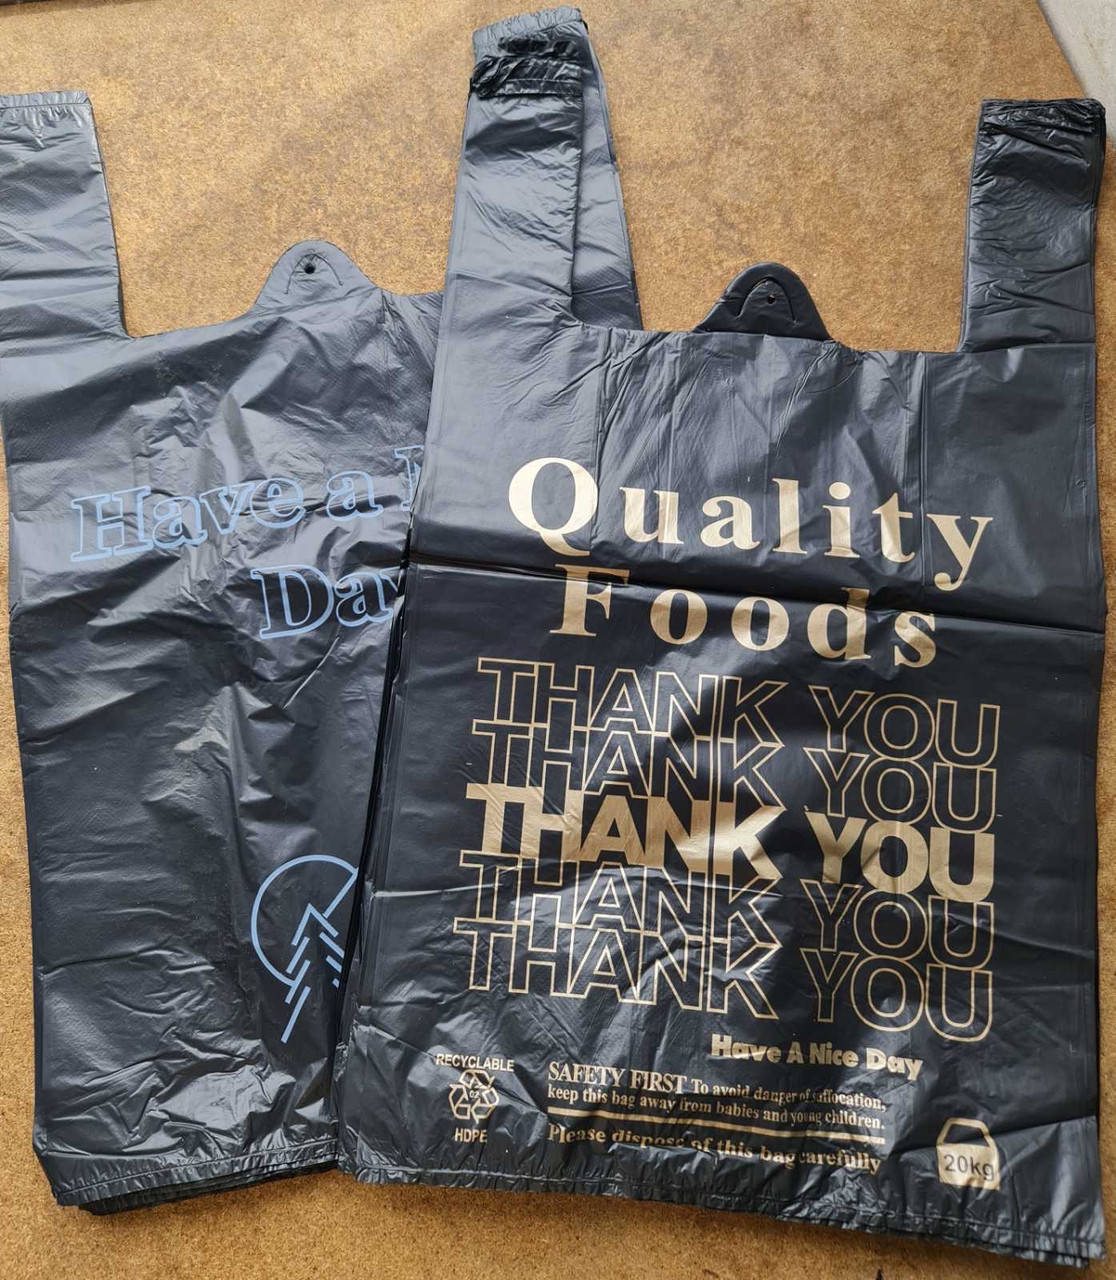 Have a
Day
Quality
Foods
THANK YOU
THANK YOU
THANK YOU
THANK YOU
THANK YOU
Have A Nice Day
RECYCLABLE
02
HDPE
SAFETY FIRST To avoid danger of suffocation,
keep this bag away from babies and young children.
Please dispose of this bag carefully
20kg